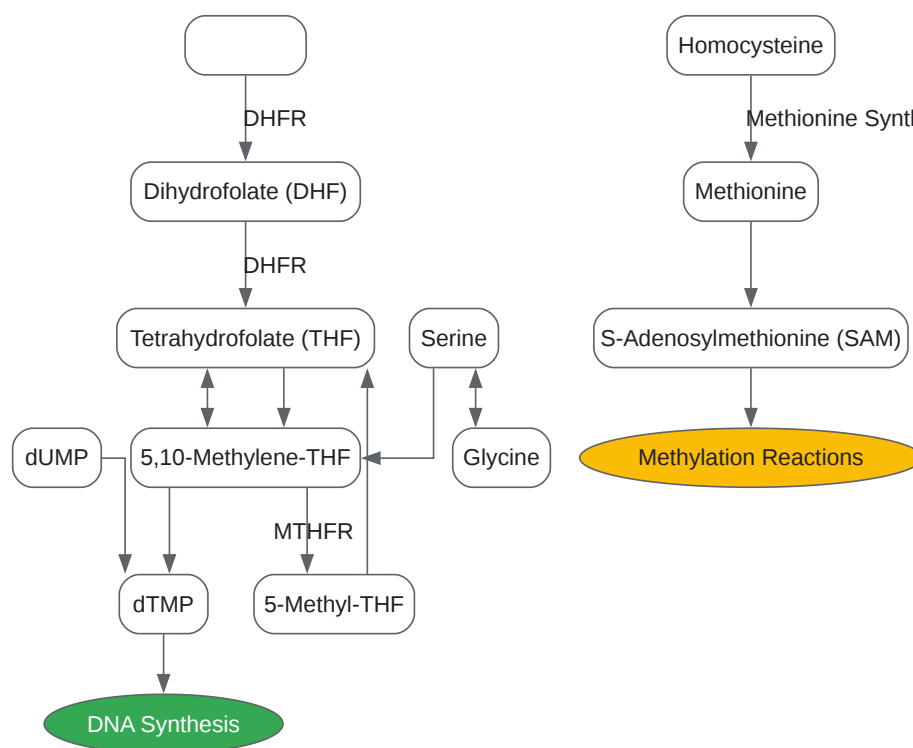 Homocysteine
DHFR
Methionine Synth
Dihydrofolate (DHF)
Methionine
DHFR
Tetrahydrofolate (THF)
Serine
S-Adenosylmethionine (SAM)
dUMP
5,10-Methylene-THF
Glycine
Methylation Reactions
MTHFR
dTMP
5-Methyl-THF
DNA Synthesis